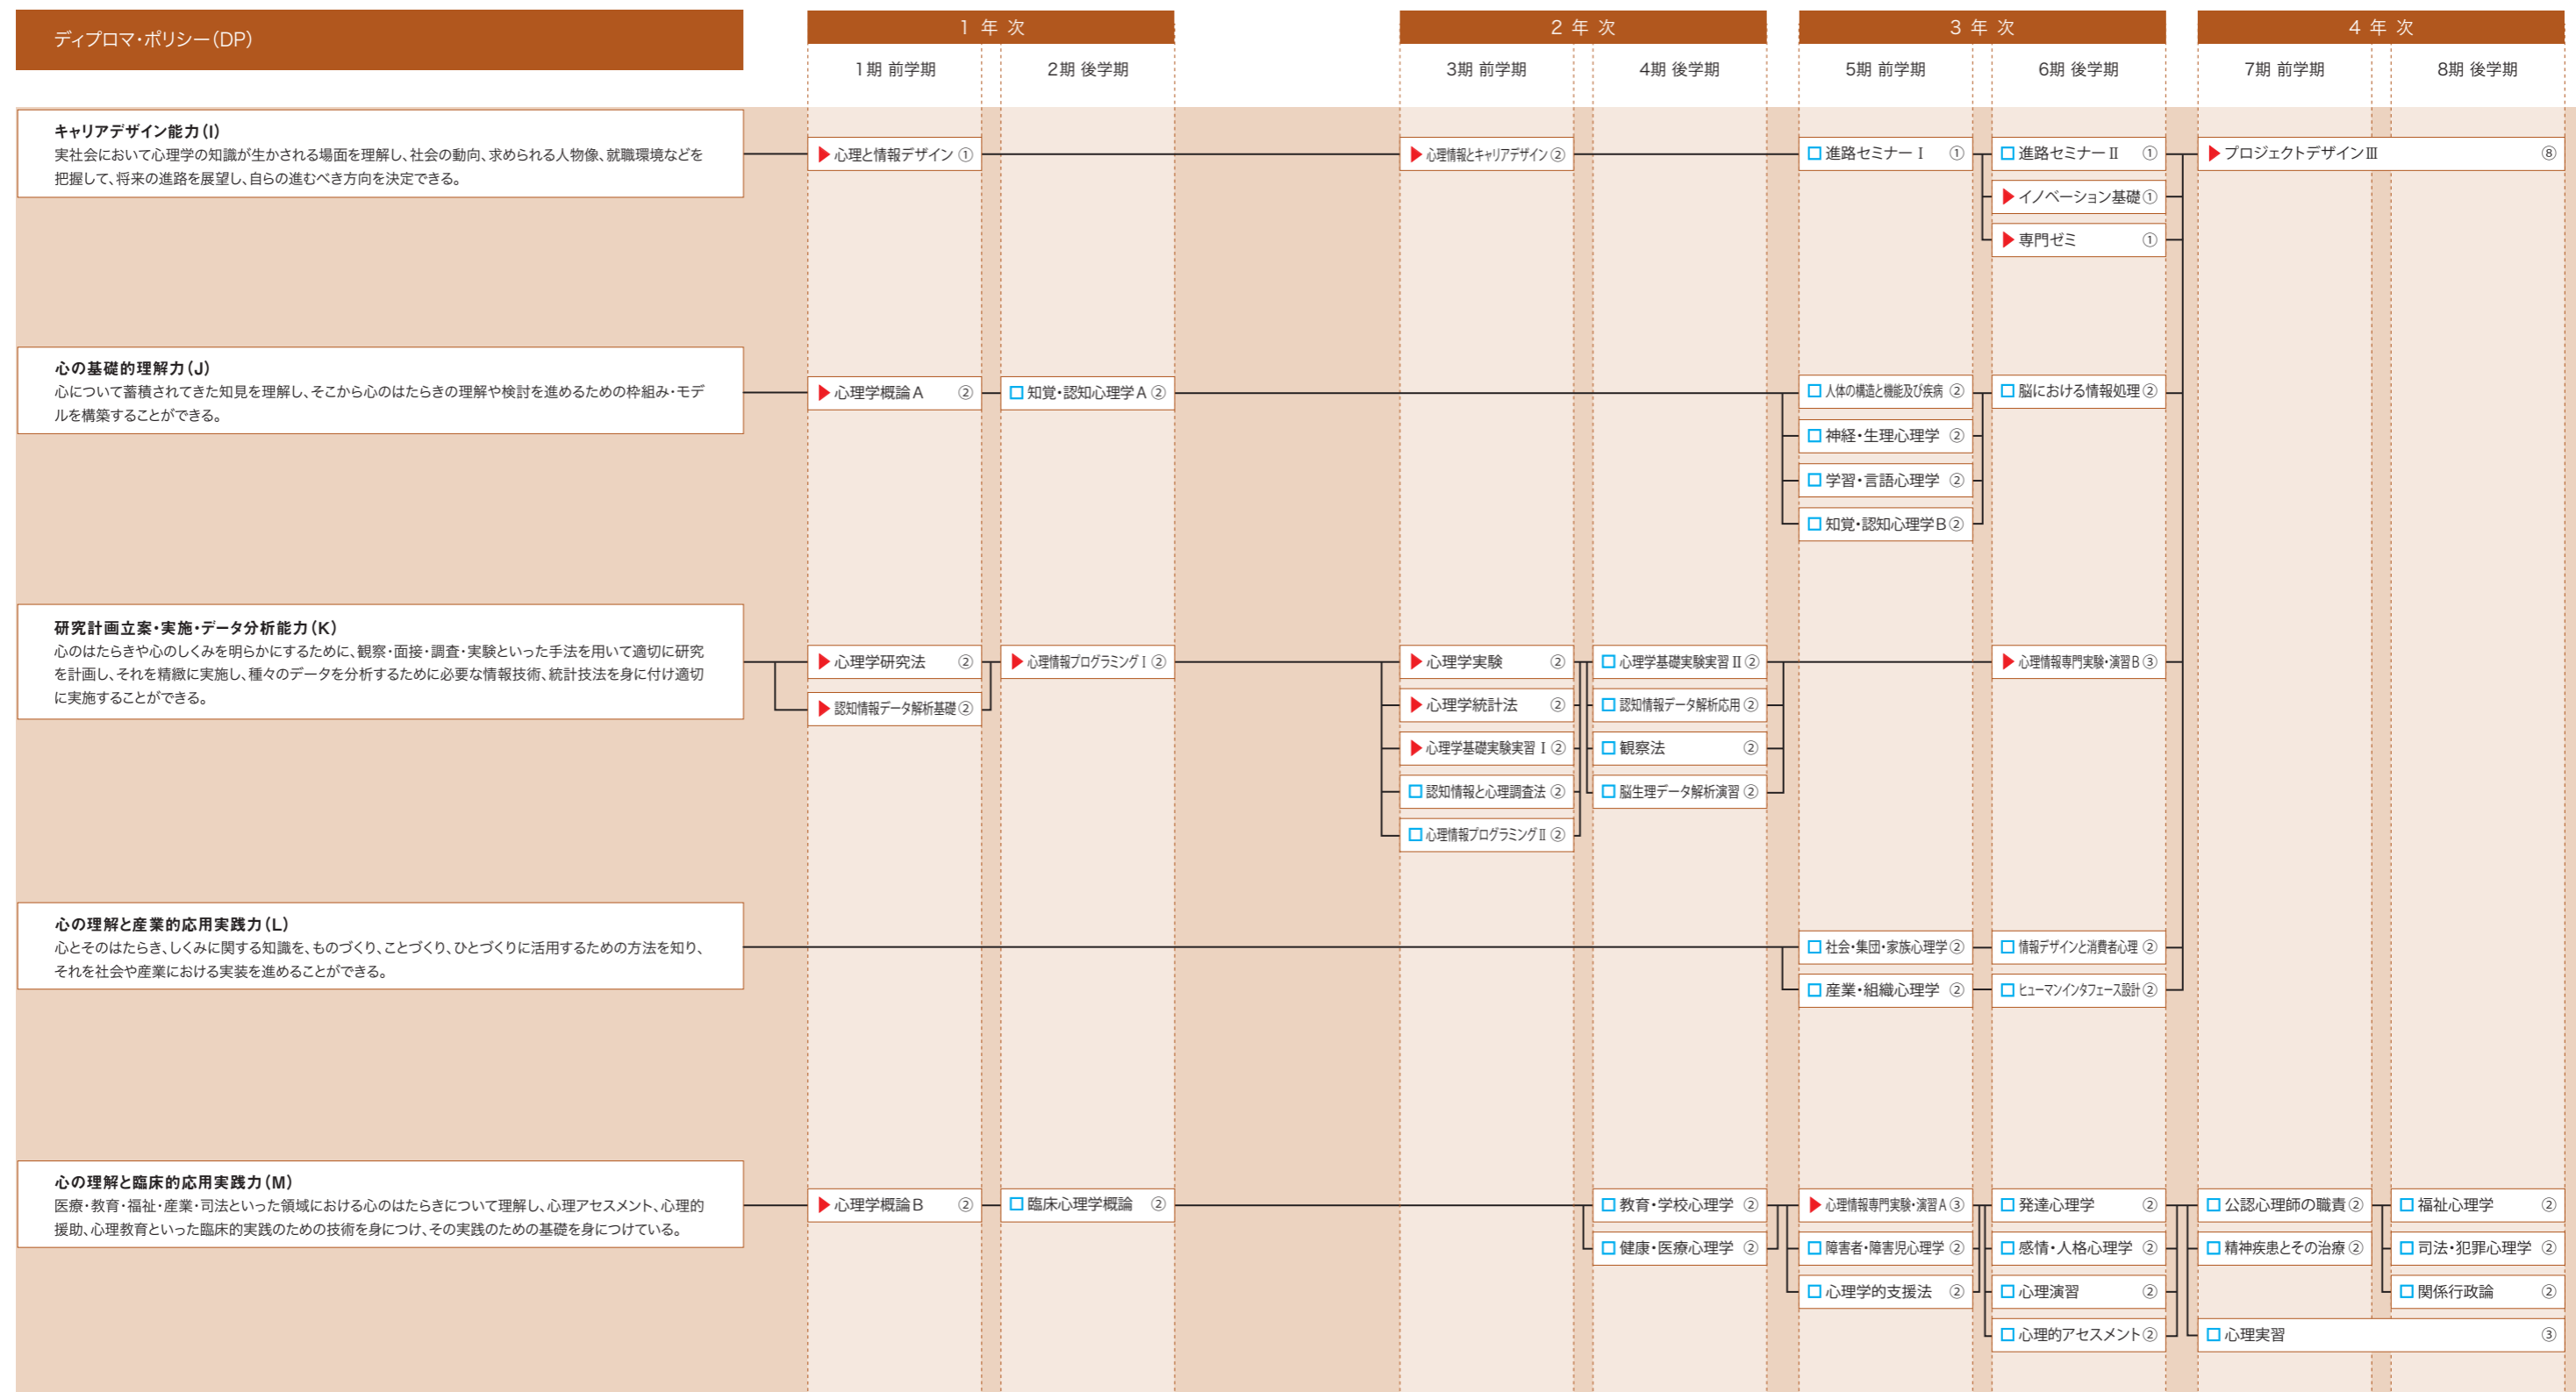 ディプロマ・ポリシー(DP)
1 年 次
2 年 次
3 年 次
4 年 次
1期 前学期
2期 後学期
3期 前学期
4期 後学期
5期 前学期
6期 後学期
7期 前学期
8期 後学期
キャリアデザイン能力(I)
実社会において心理学の知識が生かされる場面を理解し、社会の動向、求められる人物像、就職環境などを
把握して、将来の進路を展望し、自らの進むべき方向を決定できる。
▶心理と情報デザイン ①
▶心理情報とキャリアデザイン ②
□進路セミナーⅠ ①
□進路セミナーⅡ ①
▶プロジェクトデザインⅢ ⑧
▶イノベーション基礎 ①
▶専門ゼミ ①
心の基礎的理解力(J)
心について蓄積されてきた知見を理解し、そこから心のはたらきの理解や検討を進めるための枠組み・モデ
ルを構築することができる。
▶心理学概論A ②
□知覚・認知心理学A ②
□人体の構造と機能及び疾病 ②
□脳における情報処理 ②
□神経・生理心理学 ②
□学習・言語心理学 ②
□知覚・認知心理学B ②
研究計画立案・実施・データ分析能力(K)
心のはたらきや心のしくみを明らかにするために、観察・面接・調査・実験といった手法を用いて適切に研究
を計画し、それを精緻に実施し、種々のデータを分析するために必要な情報技術、統計技法を身に付け適切
に実施することができる。
▶心理学研究法 ②
▶心理情報プログラミングⅠ ②
▶心理学実験 ②
□心理学基礎実験実習Ⅱ ②
▶心理情報専門実験・演習B ③
▶認知情報データ解析基礎 ②
▶心理学統計法 ②
□認知情報データ解析応用 ②
▶心理学基礎実験実習Ⅰ ②
□観察法 ②
□認知情報と心理調査法 ②
□脳生理データ解析演習 ②
□心理情報プログラミングⅡ ②
心の理解と産業的応用実践力(L)
心とそのはたらき、しくみに関する知識を、ものづくり、ことづくり、ひとづくりに活用するための方法を知り、
それを社会や産業における実装を進めることができる。
□社会・集団・家族心理学 ②
□情報デザインと消費者心理 ②
□産業・組織心理学 ②
□ヒューマンインタフェース設計 ②
心の理解と臨床的応用実践力(M)
医療・教育・福祉・産業・司法といった領域における心のはたらきについて理解し、心理アセスメント、心理的
援助、心理教育といった臨床的実践のための技術を身につけ、その実践のための基礎を身につけている。
▶心理学概論B ②
□臨床心理学概論 ②
□教育・学校心理学 ②
▶心理情報専門実験・演習A ③
□発達心理学 ②
□公認心理師の職責 ②
□福祉心理学 ②
□健康・医療心理学 ②
□障害者・障害児心理学 ②
□感情・人格心理学 ②
□精神疾患とその治療 ②
□司法・犯罪心理学 ②
□心理学的支援法 ②
□心理演習 ②
□関係行政論 ②
□心理的アセスメント ②
□心理実習 ③